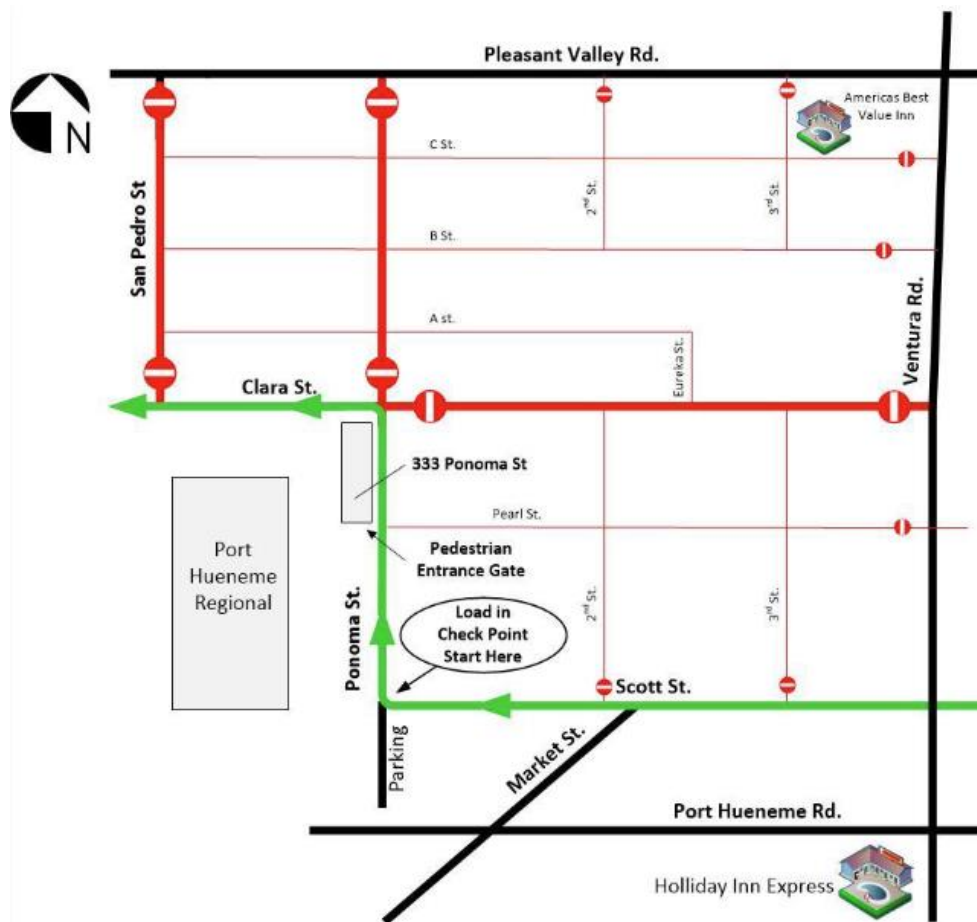 Pleasant Valley Rd.
N
Americas Best
Value Inn
C St.
San Pedro St
2nd St.
3rd St.
B St.
A st.
Eureka St.
Ventura Rd.
Clara St.
333 Ponoma St
Port
Hueneme
Regional
Pearl St.
Pedestrian
Entrance Gate
Ponoma St.
Load in
Check Point
Start Here
2nd St.
3rd St.
Scott St.
Parking
Market St.
Port Hueneme Rd.
Holliday Inn Express